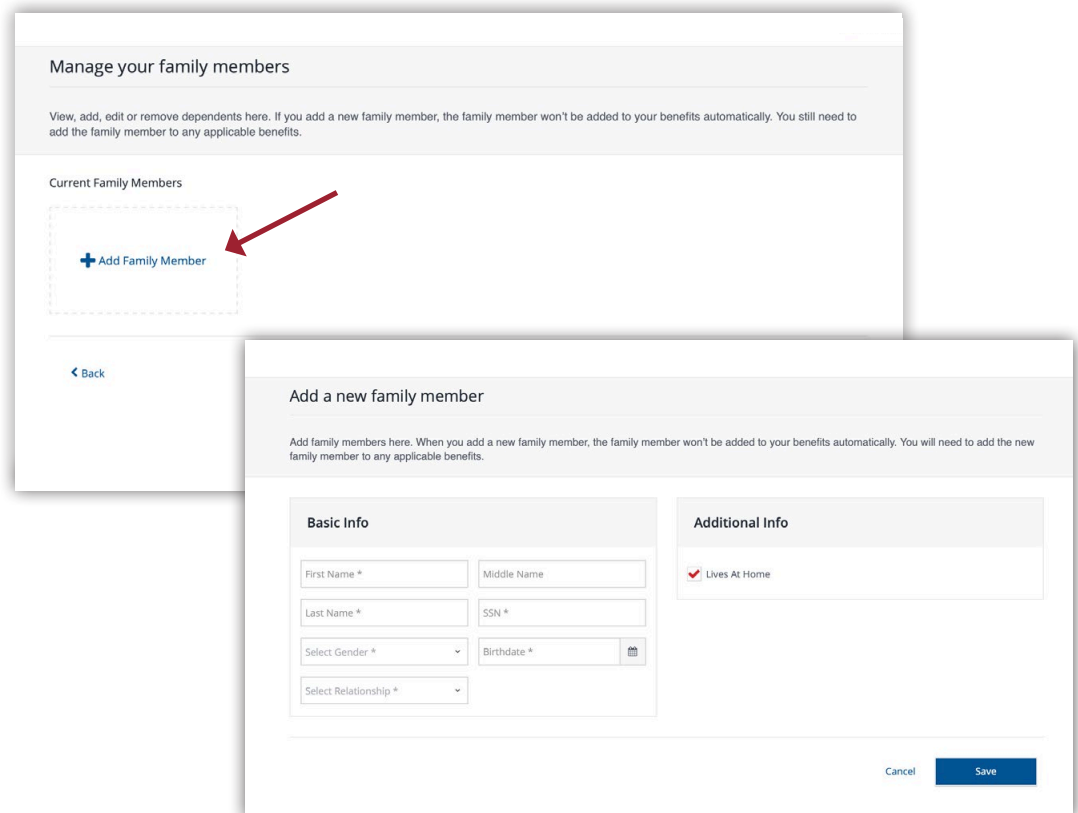 Manage your family members
View, add, edit or remove dependents here. If you add a new family member, the family member won't be added to your benefits automatically. You still need to
add the family member to any applicable benefits.
Current Family Members
Add Family Member
Back
Add a new family member
Add family members here. When you add a new family member, the family member won't be added to your benefits automatically. You will need to add the new
family member to any applicable benefits.
Basic Info
First Name *
Middle Name
Last Name *
SSN *
Select Gender *
Birthdate *
Select Relationship *
Additional Info
Lives At Home
Cancel
Save